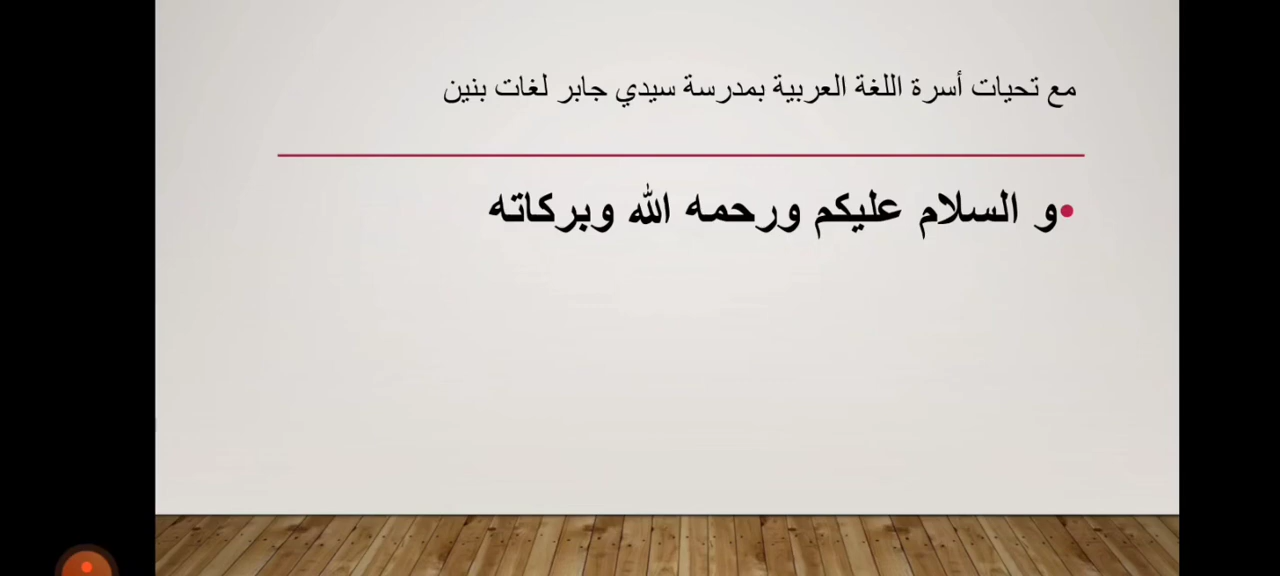 مع تحيات أسرة اللغة العربية بمدرسة سيدي جابر لغات بنين
•و السلام عليكم ورحمه الله وبركاته